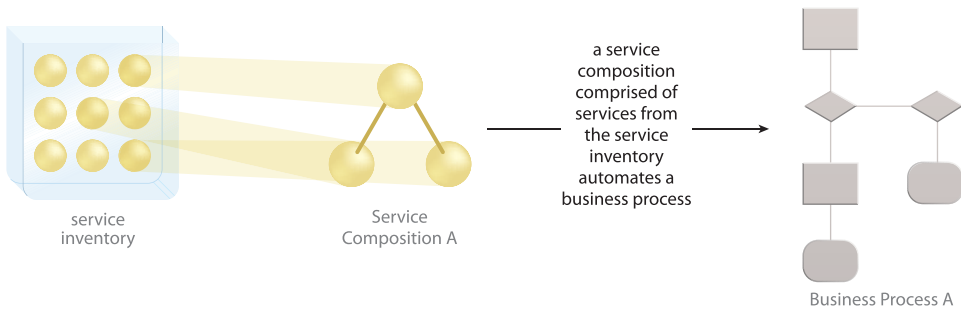 service
inventory
Service
Composition A
a service
composition
comprised of
services from
the service
inventory
automates a
business process
Business Process A